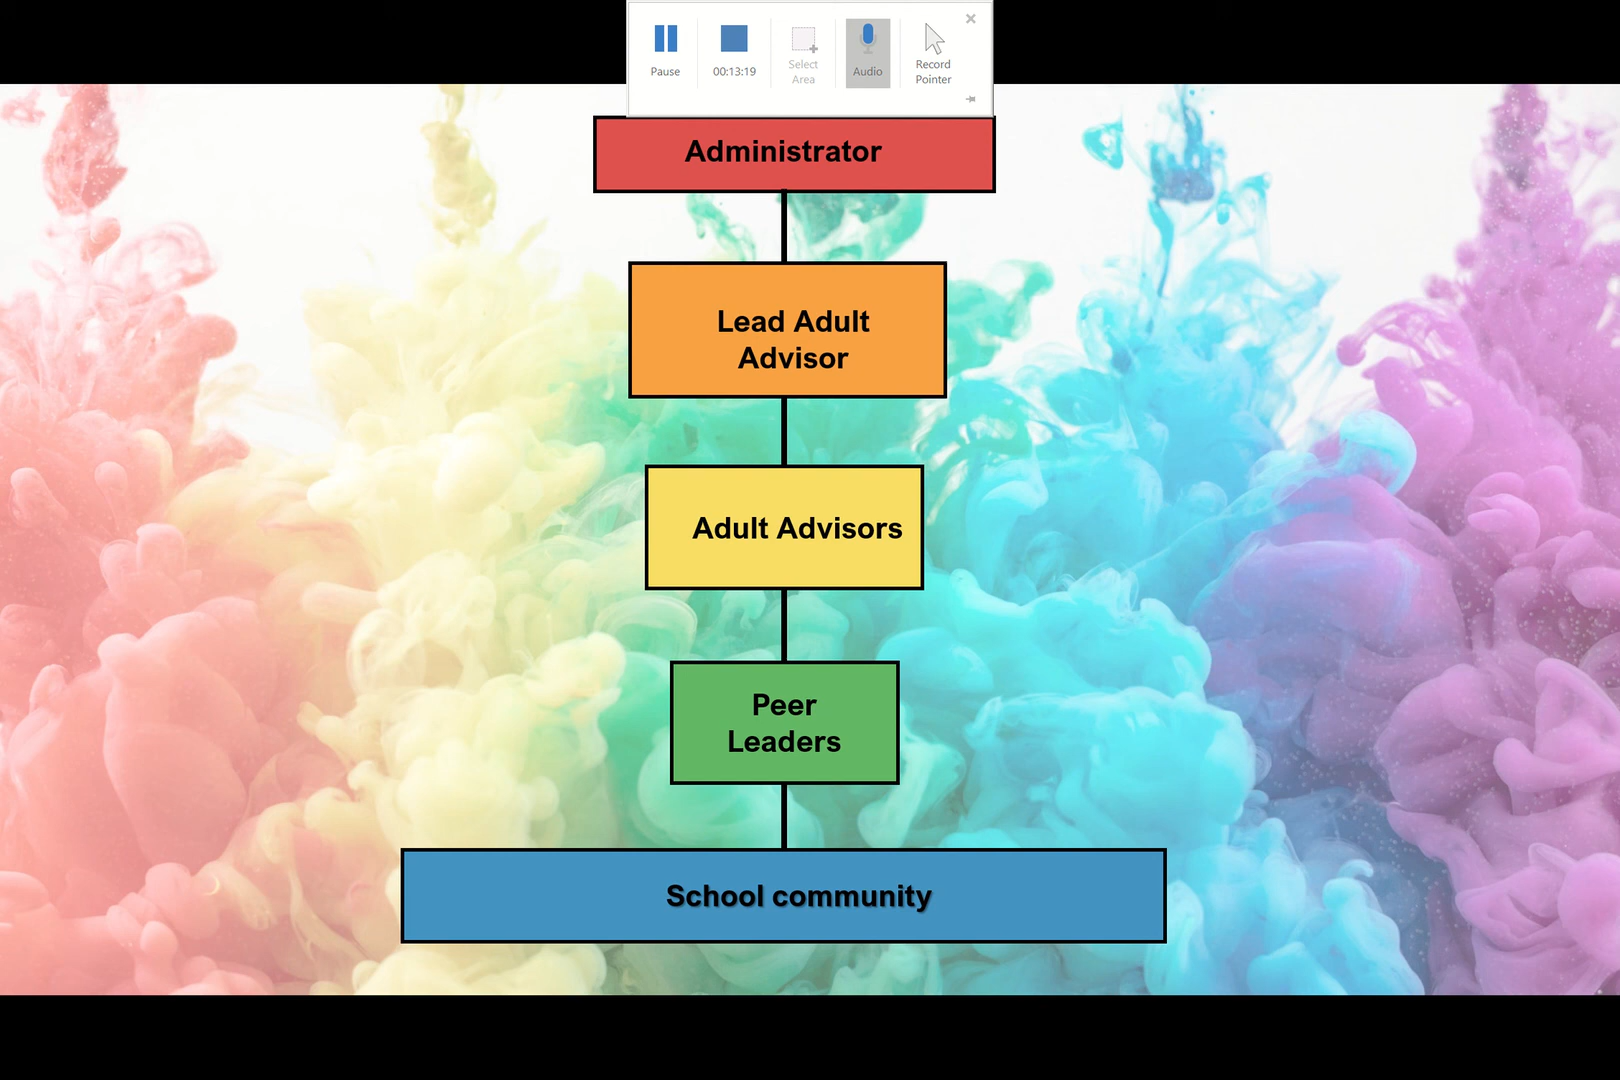 Pause
00:13:19
Select
Area
Audio
Record
Pointer
Administrator
Lead Adult
Advisor
Adult Advisors
Peer
Leaders
School community